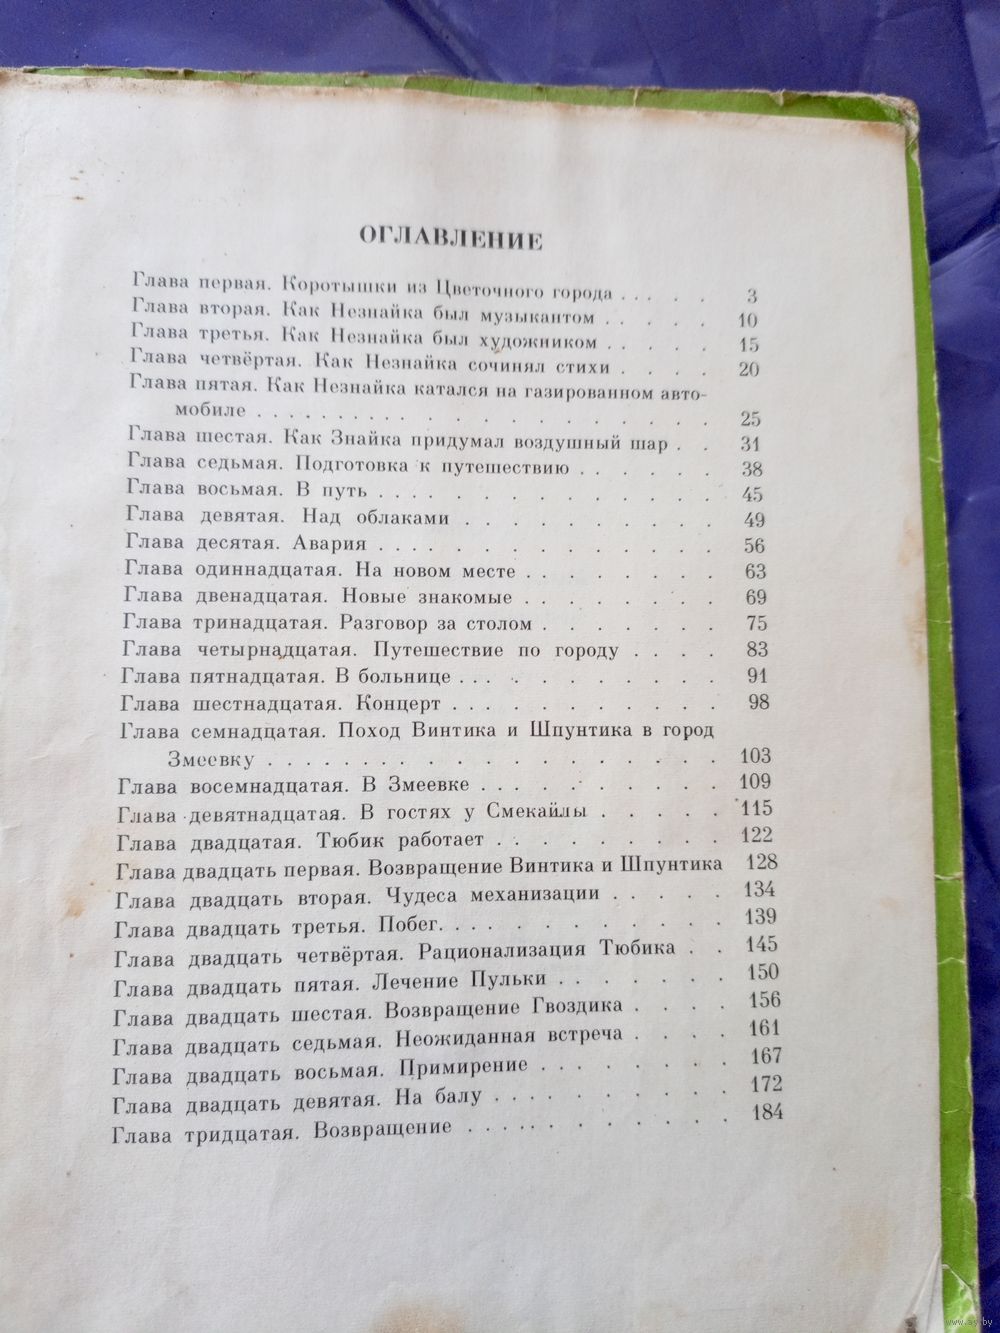 ОГЛАВЛЕНИЕ
Глава первая. Коротышки из Цветочного города . . . . . 3
Глава вторая. Как Незнайка был музыкантом . . . . . 10
Глава третья. Как Незнайка был художником . . . . . 15
Глава четвёртая. Как Незнайка сочинял стихи . . . . 20
Глава пятая. Как Незнайка катался на газированном авто-
мобиле . . . . . . . . . . . . . . . . . . 25
Глава шестая. Как Знайка придумал воздушный шар . . 31
Глава седьмая. Подготовка к путешествию . . . . . . 38
Глава восьмая. В путь . . . . . . . . . . . . . 45
Глава девятая. Над облаками . . . . . . . . . . 49
Глава десятая. Авария . . . . . . . . . . . . . 56
Глава одиннадцатая. На новом месте . . . . . . . . 63
Глава двенадцатая. Новые знакомые . . . . . . . . 69
Глава тринадцатая. Разговор за столом . . . . . . . 75
Глава четырнадцатая. Путешествие по городу . . . . 83
Глава пятнадцатая. В больнице . . . . . . . . . . 91
Глава шестнадцатая. Концерт . . . . . . . . . . . 98
Глава семнадцатая. Поход Винтика и Шпунтика в город
Змеевку . . . . . . . . . . . . . . . . . . 103
Глава восемнадцатая. В Змеевке . . . . . . . . . . 109
Глава девятнадцатая. В гостях у Смекайлы . . . . . 115
Глава двадцатая. Тюбик работает . . . . . . . . . 122
Глава двадцать первая. Возвращение Винтика и Шпунтика 128
Глава двадцать вторая. Чудеса механизации . . . . . 134
Глава двадцать третья. Побег. . . . . . . . . . . . 139
Глава двадцать четвёртая. Рационализация Тюбика . . 145
Глава двадцать пятая. Лечение Пульки . . . . . . . 150
Глава двадцать шестая. Возвращение Гвоздика . . . . 156
Глава двадцать седьмая. Неожиданная встреча . . . . 161
Глава двадцать восьмая. Примирение . . . . . . . . 167
Глава двадцать девятая. На балу . . . . . . . . . . 172
Глава тридцатая. Возвращение . . . . . . . . . . . 184
www.ay.by